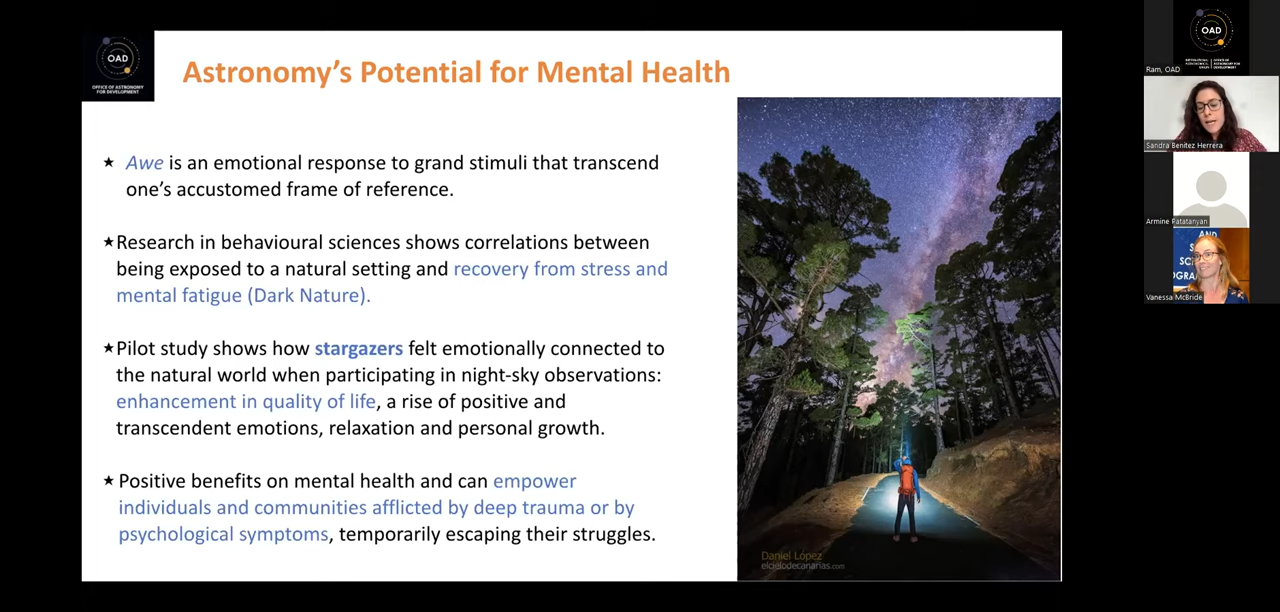 OAD
OFFICE OF ASTRONOMY
FOR DEVELOPMENT
Astronomy's Potential for Mental Health
★ Awe is an emotional response to grand stimuli that transcend
one's accustomed frame of reference.
★Research in behavioural sciences shows correlations between
being exposed to a natural setting and recovery from stress and
mental fatigue (Dark Nature).
★Pilot study shows how stargazers felt emotionally connected to
the natural world when participating in night-sky observations:
enhancement in quality of life, a rise of positive and
transcendent emotions, relaxation and personal growth.
★ Positive benefits on mental health and can empower
individuals and communities afflicted by deep trauma or by
psychological symptoms, temporarily escaping their struggles.
Daniel López
elcielodecanarias.com
OAD
Ram, OAD
Sandra Benitez Herrera
Armine Patatanyan
AND
Vanessa McBride